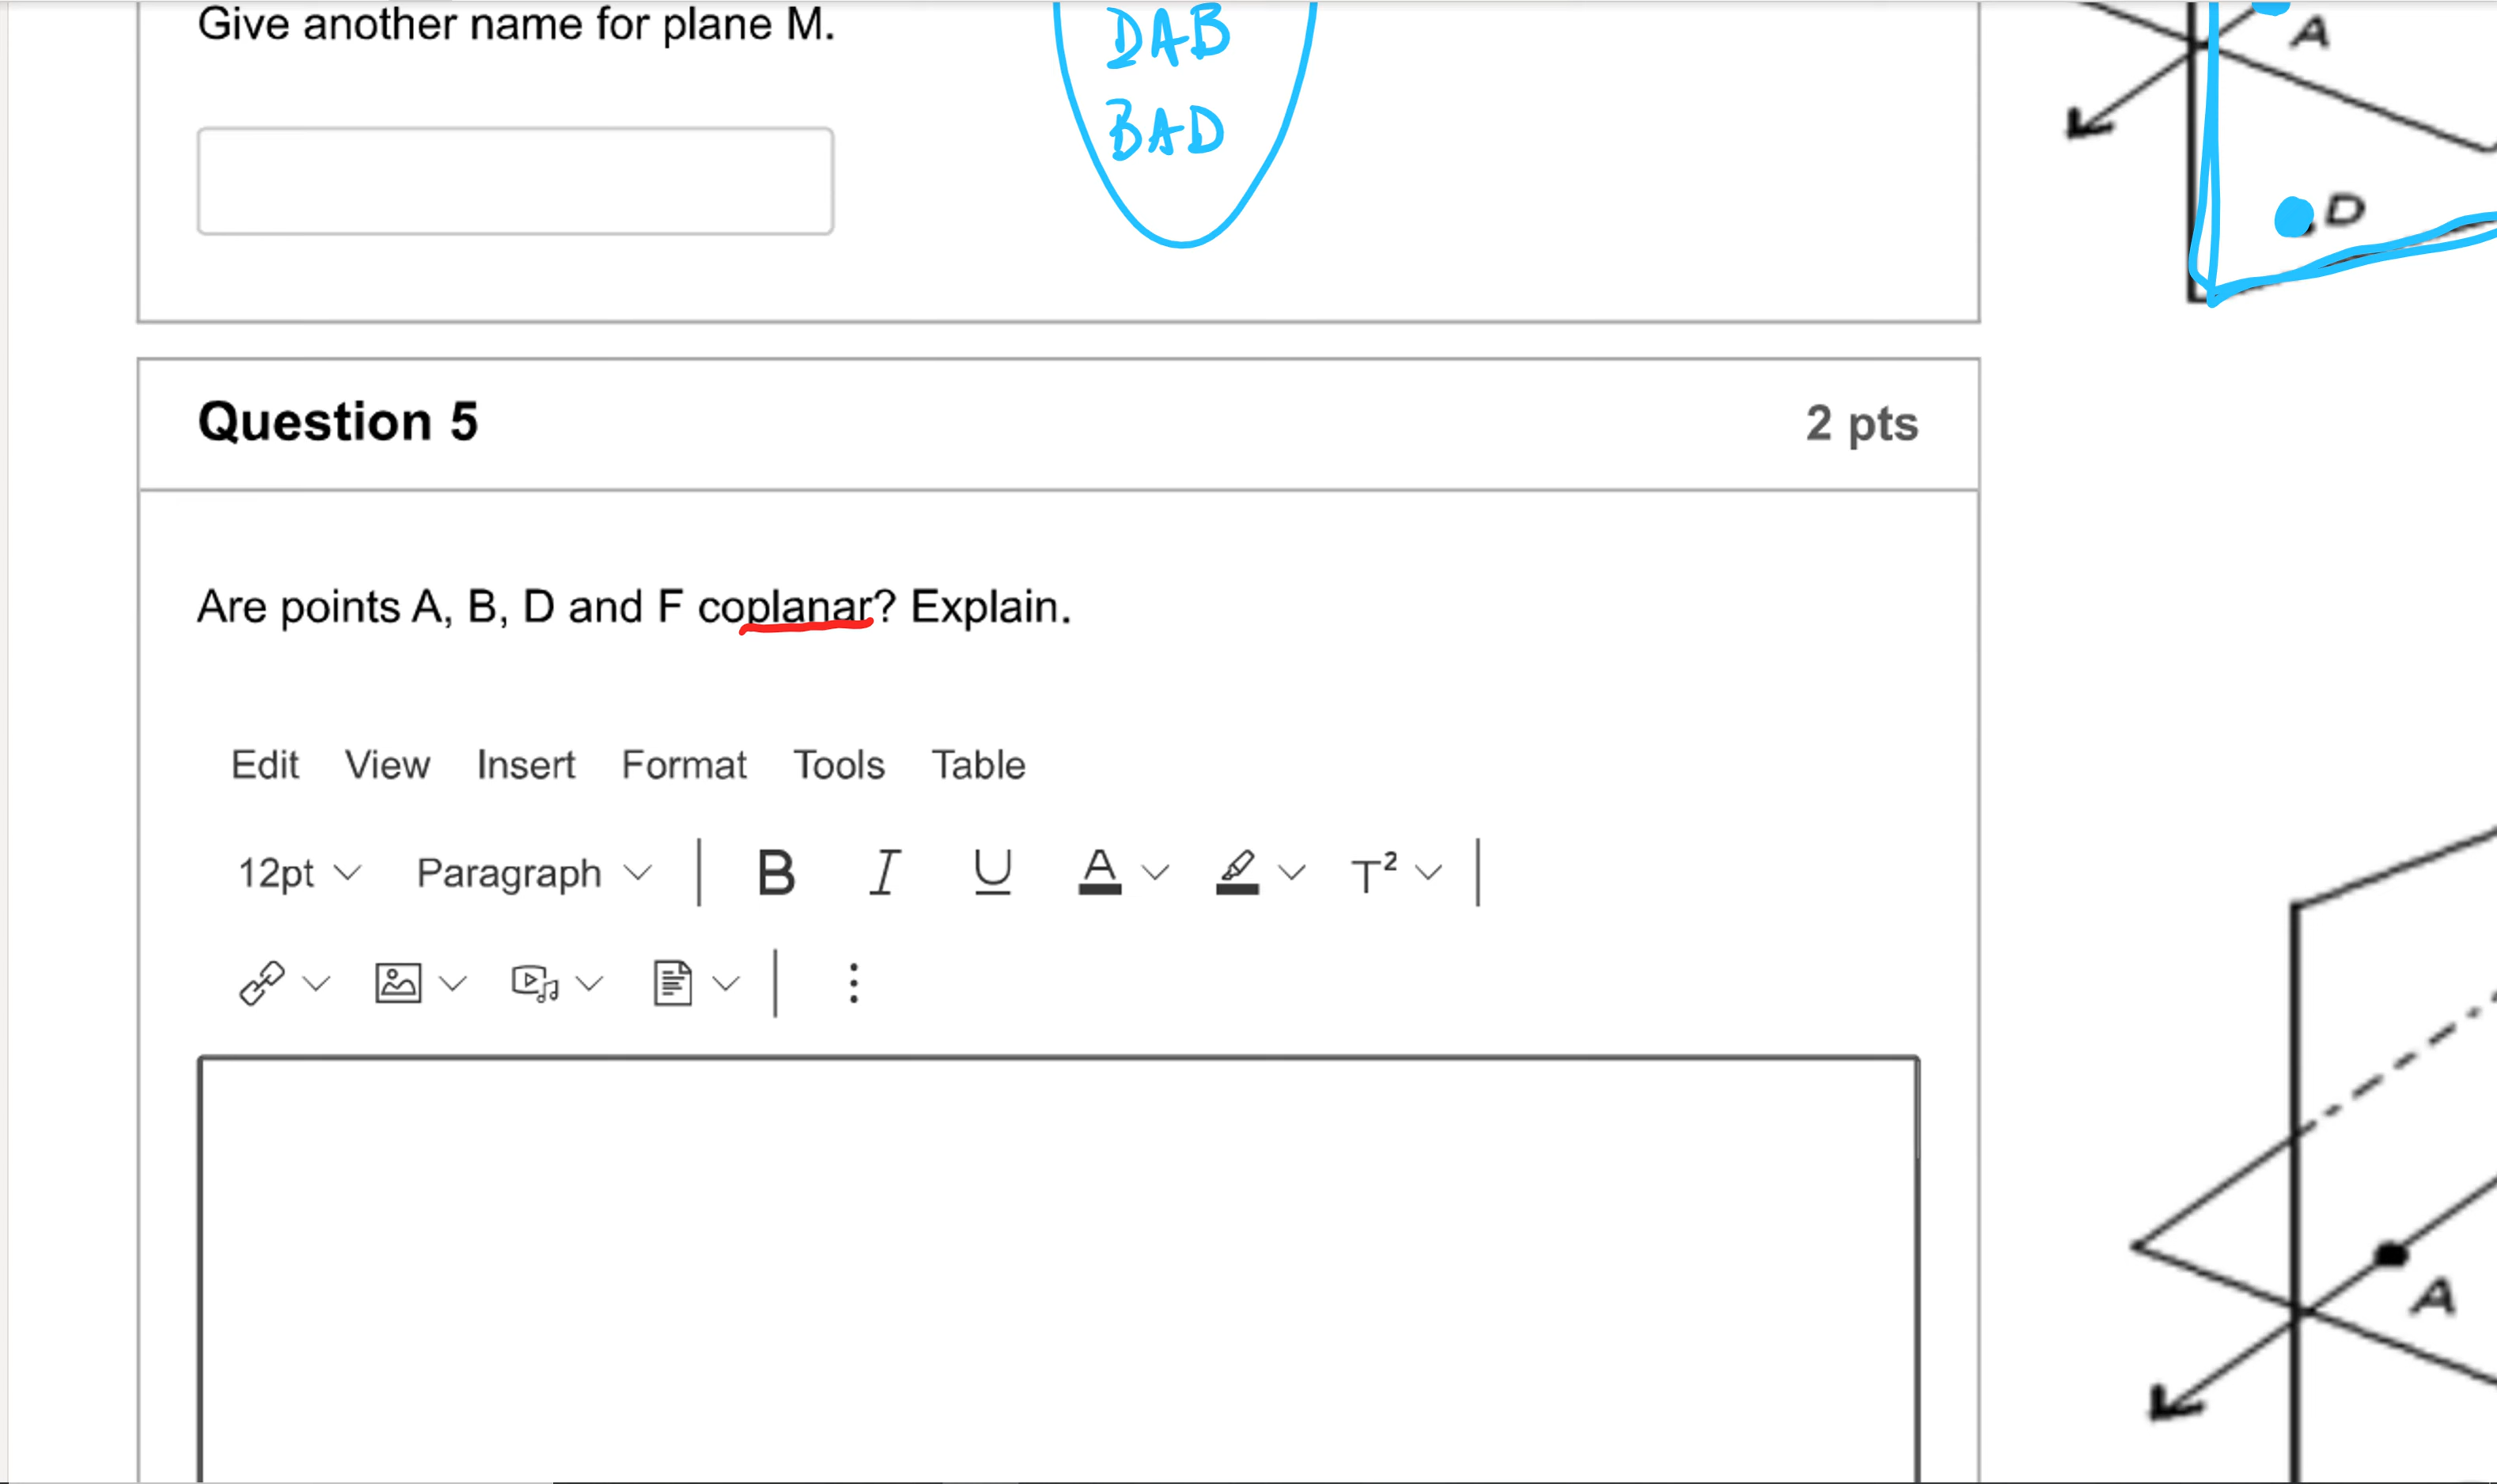 Give another name for plane M.
DAB
BAD
A
D
Question 5
2 pts
Are points A, B, D and F coplanar? Explain.
Edit View Insert Format Tools Table
12pt Paragraph B I U A T²
A